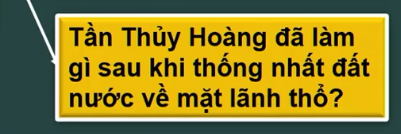 Tần Thủy Hoàng đã làm
gì sau khi thống nhất đất
nước về mặt lãnh thổ?